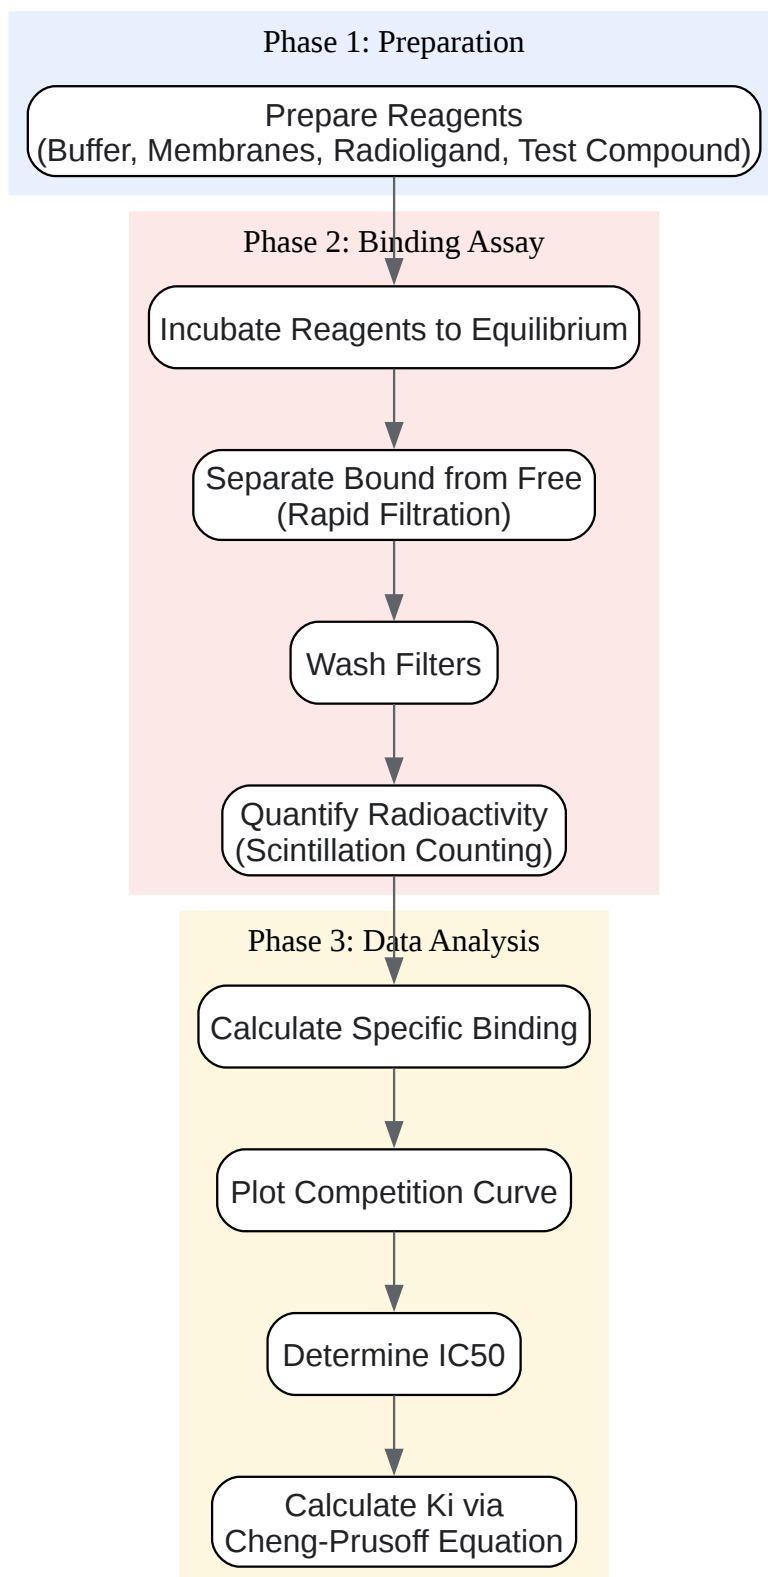 Phase 1: Preparation
Prepare Reagents
(Buffer, Membranes, Radioligand, Test Compound)
Phase 2: Binding Assay
Incubate Reagents to Equilibrium
Separate Bound from Free
(Rapid Filtration)
Wash Filters
Quantify Radioactivity
(Scintillation Counting)
Phase 3: Data Analysis
Calculate Specific Binding
Plot Competition Curve
Determine IC50
Calculate Ki via
Cheng-Prusoff Equation